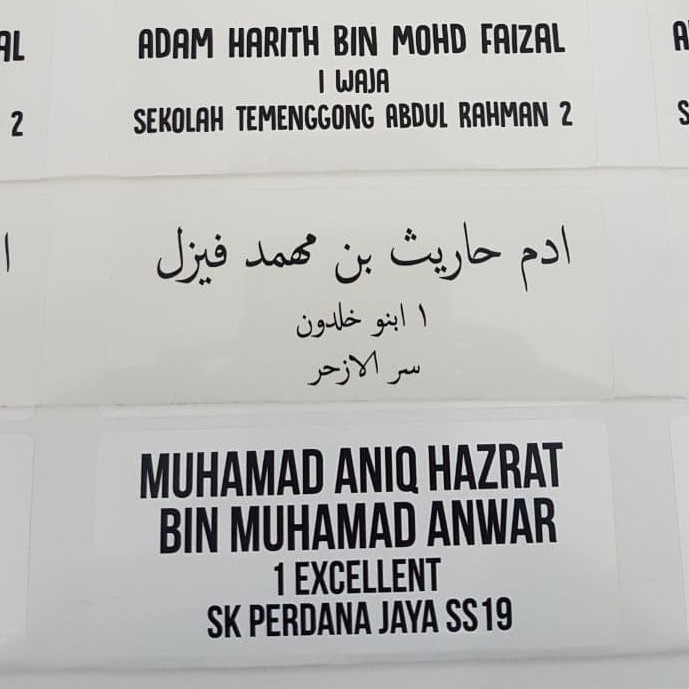 ADAM HARITH BIN MOHD FAIZAL
1 WAJA
SEKOLAH TEMENGGONG ABDUL RAHMAN 2
ادم حاريث بن مهمد فيزل
١ ابنو خلدون
سر الازحر
MUHAMAD ANIQ HAZRAT
BIN MUHAMAD ANWAR
1 EXCELLENT
SK PERDANA JAYA SS19